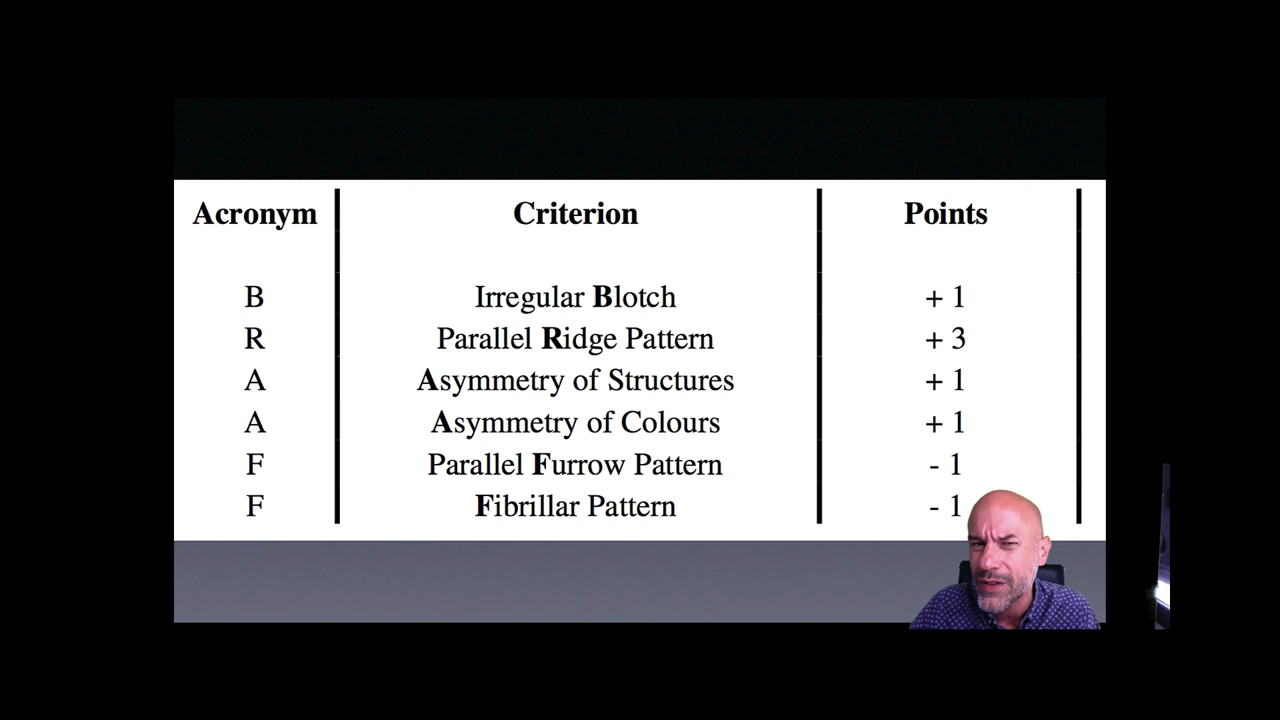 Acronym Criterion Points
B Irregular Blotch + 1
R Parallel Ridge Pattern + 3
A Asymmetry of Structures + 1
A Asymmetry of Colours + 1
F Parallel Furrow Pattern - 1
F Fibrillar Pattern - 1